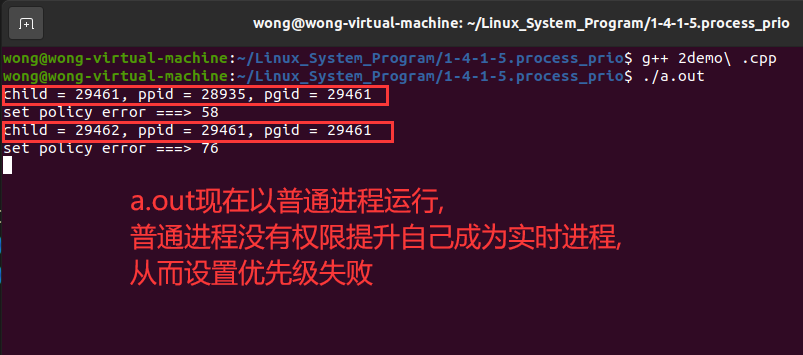 wong@wong-virtual-machine: ~/Linux_System_Program/1-4-1-5.process_prio
wong@wong-virtual-machine:~/Linux_System_Program/1-4-1-5.process_prio$ g++ 2demo\ .cpp
wong@wong-virtual-machine:~/Linux_System_Program/1-4-1-5.process_prio$ ./a.out
child = 29461, ppid = 28935, pgid = 29461
set policy error ===> 58
child = 29462, ppid = 29461, pgid = 29461
set policy error ===> 76
a.out现在以普通进程运行,
普通进程没有权限提升自己成为实时进程,
从而设置优先级失败